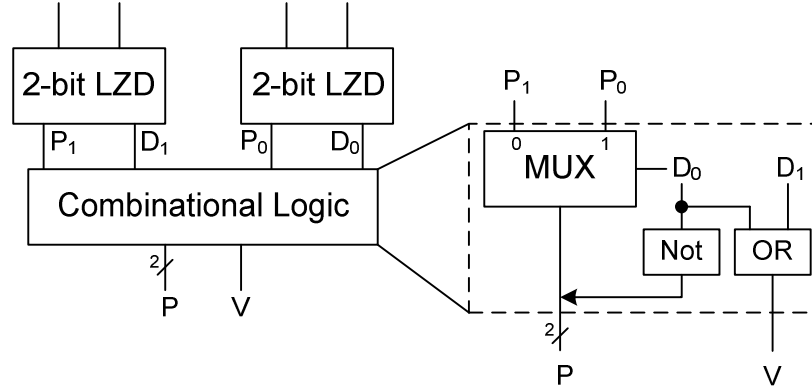 2-bit LZD 2-bit LZD
P₁ D₁ P₀ D₀
Combinational Logic
2
P V
P₁ P₀
0 1
MUX D₀ D₁
Not OR
2
P V